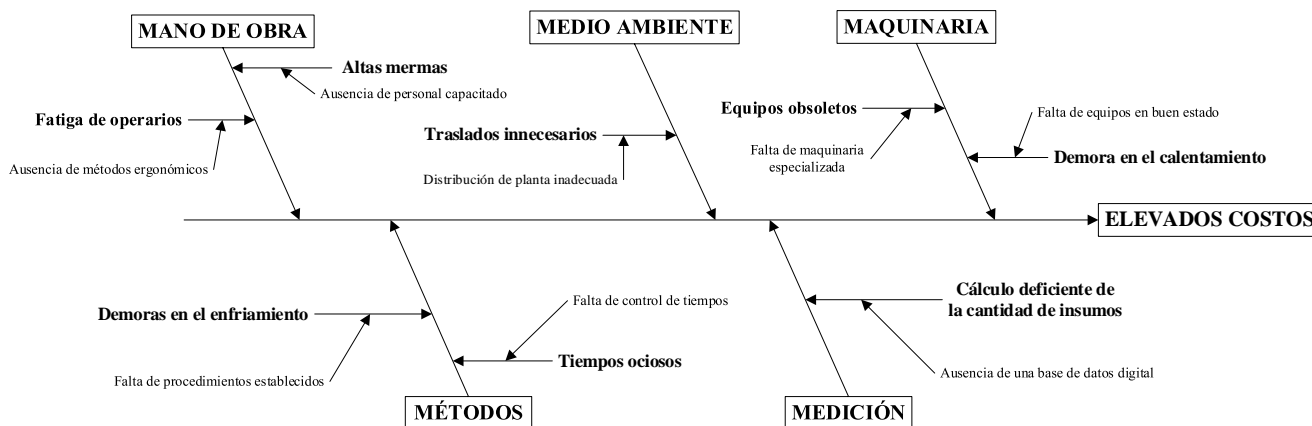 MANO DE OBRA
MEDIO AMBIENTE
MAQUINARIA
Altas mermas
Ausencia de personal capacitado
Fatiga de operarios
Ausencia de métodos ergonómicos
Traslados innecesarios
Distribución de planta inadecuada
Equipos obsoletos
Falta de maquinaria
especializada
Falta de equipos en buen estado
Demora en el calentamiento
ELEVADOS COSTOS
Demoras en el enfriamiento
Falta de procedimientos establecidos
Falta de control de tiempos
Tiempos ociosos
Cálculo deficiente de
la cantidad de insumos
Ausencia de una base de datos digital
MÉTODOS
MEDICIÓN